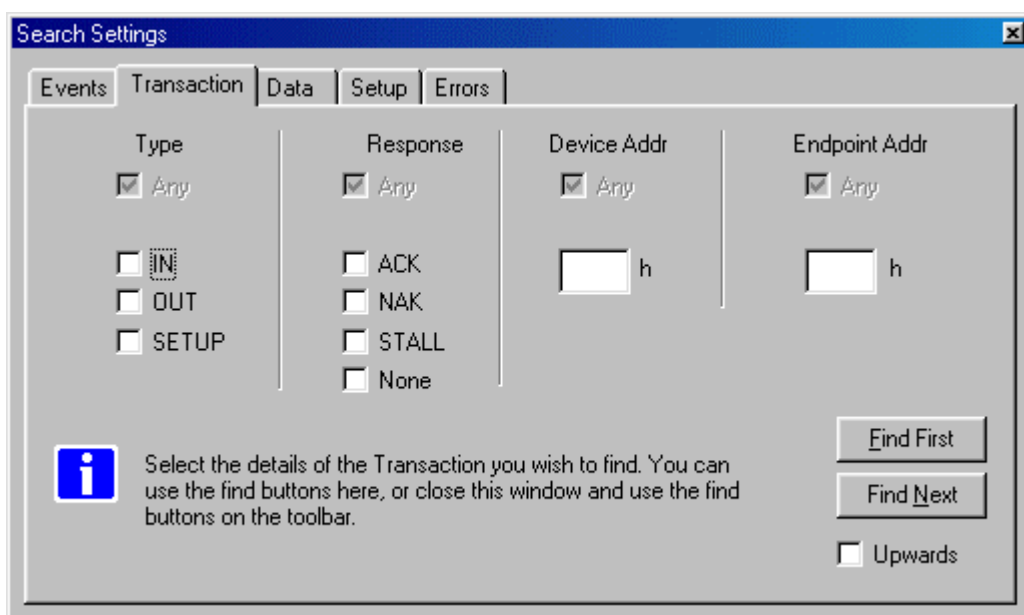 Search Settings
Events Transaction Data Setup Errors
Type Response Device Addr Endpoint Addr
Any Any Any Any
IN ACK h h
OUT NAK
SETUP STALL
None
Find First
Select the details of the Transaction you wish to find. You can
use the find buttons here, or close this window and use the find
buttons on the toolbar.
Find Next
Upwards